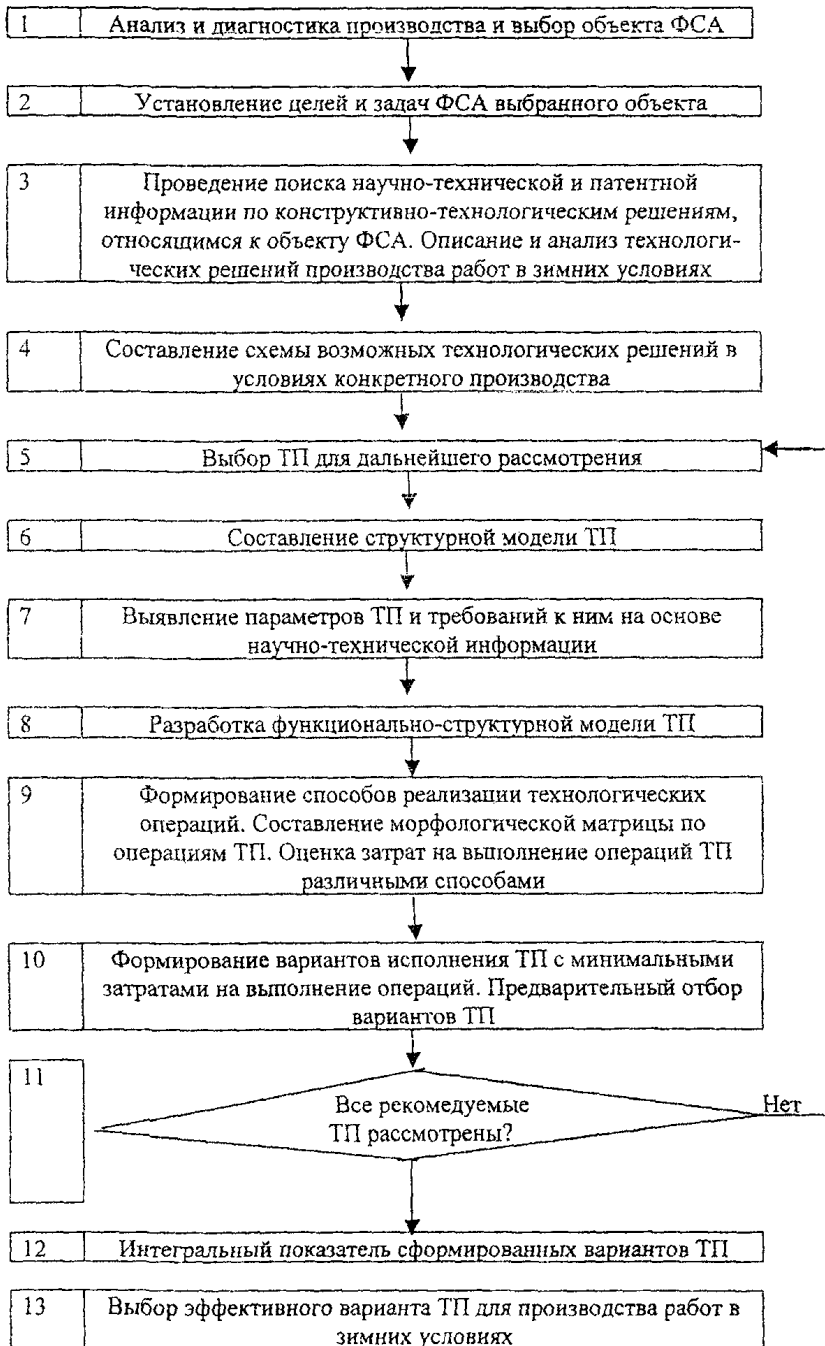 1 Анализ и диагностика производства и выбор объекта ФСА
2 Установление целей и задач ФСА выбранного объекта
3 Проведение поиска научно-технической и патентной
информации по конструктивно-технологическим решениям,
относящимся к объекту ФСА. Описание и анализ технологи-
ческих решений производства работ в зимних условиях
4 Составление схемы возможных технологических решений в
условиях конкретного производства
5 Выбор ТП для дальнейшего рассмотрения
6 Составление структурной модели ТП
7 Выявление параметров ТП и требований к ним на основе
научно-технической информации
8 Разработка функционально-структурной модели ТП
9 Формирование способов реализации технологических
операций. Составление морфологической матрицы по
операциям ТП. Оценка затрат на выполнение операций ТП
различными способами
10 Формирование вариантов исполнения ТП с минимальными
затратами на выполнение операций. Предварительный отбор
вариантов ТП
11
Все рекомедуемые
ТП рассмотрены?
Нет
12 Интегральный показатель сформированных вариантов ТП
13 Выбор эффективного варианта ТП для производства работ в
зимних условиях